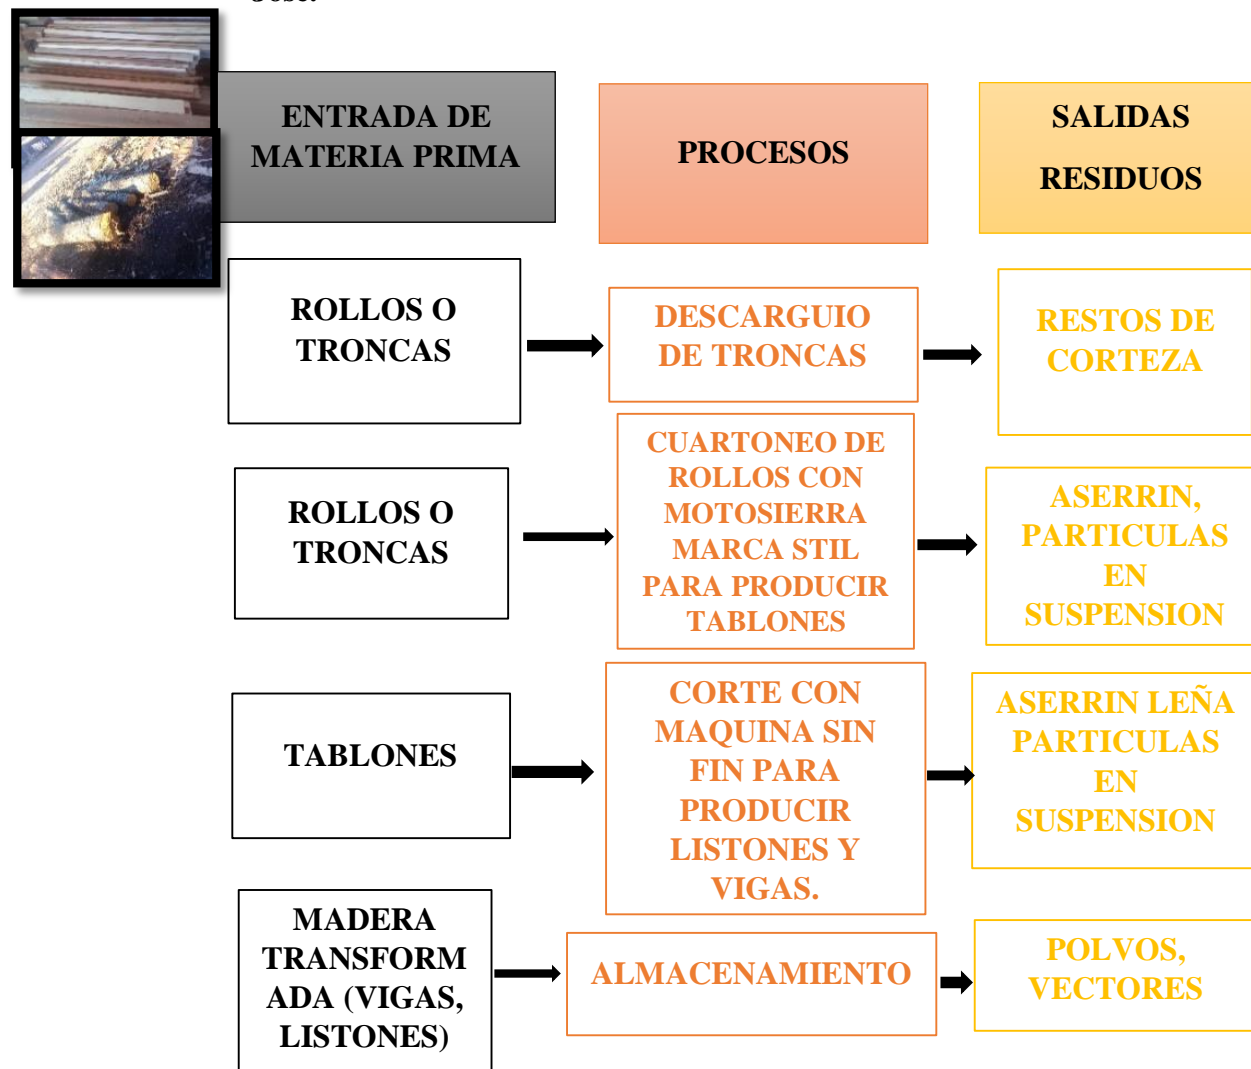 ENTRADA DE
MATERIA PRIMA
PROCESOS
SALIDAS
RESIDUOS
ROLLOS O
TRONCAS
DESCARGUIO
DE TRONCAS
RESTOS DE
CORTEZA
ROLLOS O
TRONCAS
CUARTONEO DE
ROLLOS CON
MOTOSIERRA
MARCA STIL
PARA PRODUCIR
TABLONES
ASERRIN,
PARTICULAS
EN
SUSPENSION
TABLONES
CORTE CON
MAQUINA SIN
FIN PARA
PRODUCIR
LISTONES Y
VIGAS.
ASERRIN LEÑA
PARTICULAS
EN
SUSPENSION
MADERA
TRANSFORM
ADA (VIGAS,
LISTONES)
ALMACENAMIENTO
POLVOS,
VECTORES